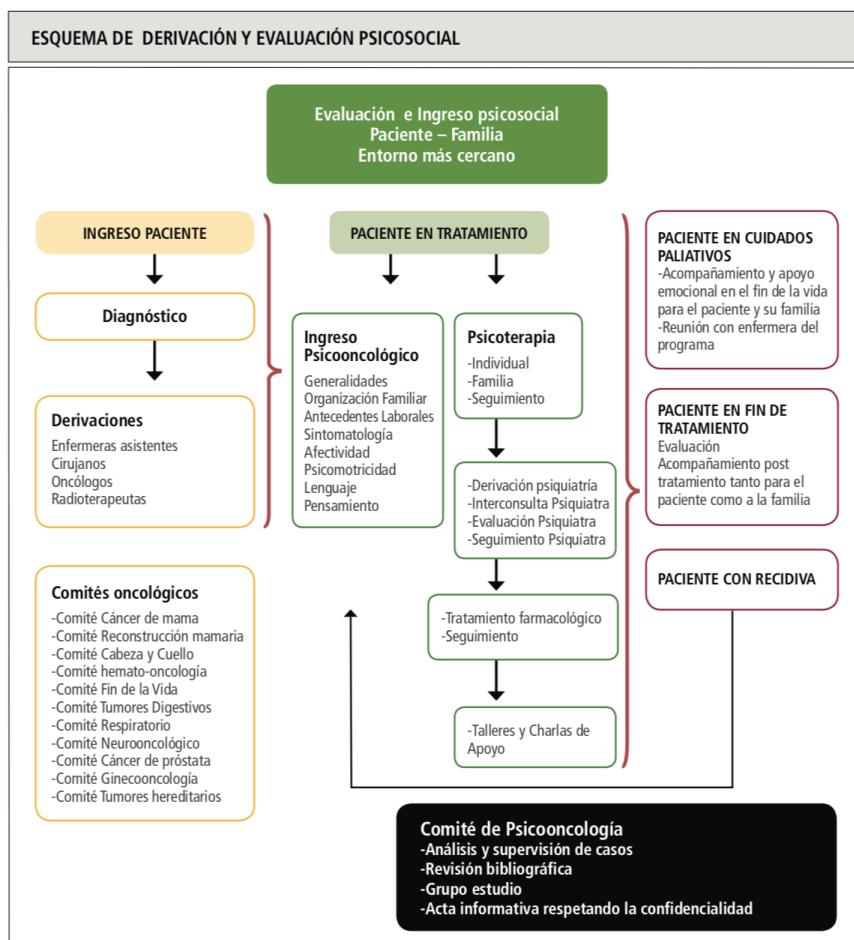 ESQUEMA DE DERIVACIÓN Y EVALUACIÓN PSICOSOCIAL
Evaluación e Ingreso psicosocial
Paciente – Familia
Entorno más cercano
INGRESO PACIENTE
Diagnóstico
Derivaciones
Enfermeras asistentes
Cirujanos
Oncólogos
Radioterapeutas
Comités oncológicos
-Comité Cáncer de mama
-Comité Reconstrucción mamaria
-Comité Cabeza y Cuello
-Comité hemato-oncología
-Comité Fin de la Vida
-Comité Tumores Digestivos
-Comité Respiratorio
-Comité Neurooncológico
-Comité Cáncer de próstata
-Comité Ginecooncología
-Comité Tumores hereditarios
PACIENTE EN TRATAMIENTO
Ingreso
Psicooncológico
Generalidades
Organización Familiar
Antecedentes Laborales
Sintomatología
Afectividad
Psicomotricidad
Lenguaje
Pensamiento
Psicoterapia
-Individual
-Familia
-Seguimiento
-Derivación psiquiatría
-Interconsulta Psiquiatra
-Evaluación Psiquiatra
-Seguimiento Psiquiatra
-Tratamiento farmacológico
-Seguimiento
-Talleres y Charlas de
Apoyo
PACIENTE EN CUIDADOS
PALIATIVOS
-Acompañamiento y apoyo
emocional en el fin de la vida
para el paciente y su familia
-Reunión con enfermera del
programa
PACIENTE EN FIN DE
TRATAMIENTO
Evaluación
Acompañamiento post
tratamiento tanto para el
paciente como a la familia
PACIENTE CON RECIDIVA
Comité de Psicooncología
-Análisis y supervisión de casos
-Revisión bibliográfica
-Grupo estudio
-Acta informativa respetando la confidencialidad